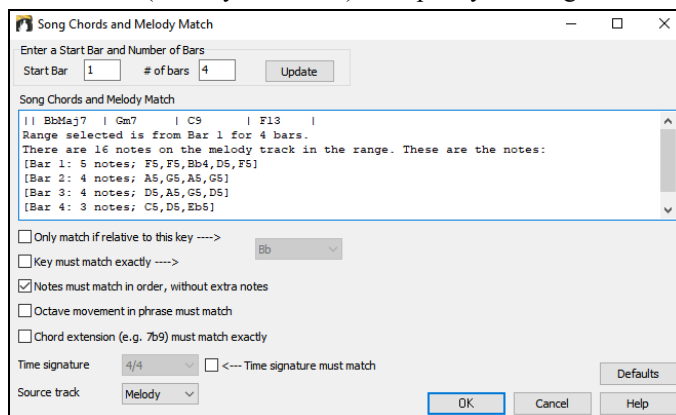 Song Chords and Melody Match
Enter a Start Bar and Number of Bars
Start Bar 1 # of bars 4 Update
Song Chords and Melody Match
|| BbMaj7 | Gm7 | C9 | F13 |
Range selected is from Bar 1 for 4 bars.
There are 16 notes on the melody track in the range. These are the notes:
[Bar 1: 5 notes; F5,F5,Bb4,D5,F5]
[Bar 2: 4 notes; A5,G5,A5,G5]
[Bar 3: 4 notes; D5,A5,G5,D5]
[Bar 4: 3 notes; C5,D5,Eb5]
Only match if relative to this key ---->
Bb
Key must match exactly ---->
Notes must match in order, without extra notes
Octave movement in phrase must match
Chord extension (e.g. 7b9) must match exactly
Time signature 4/4 <--- Time signature must match
Defaults
Source track Melody
OK Cancel Help